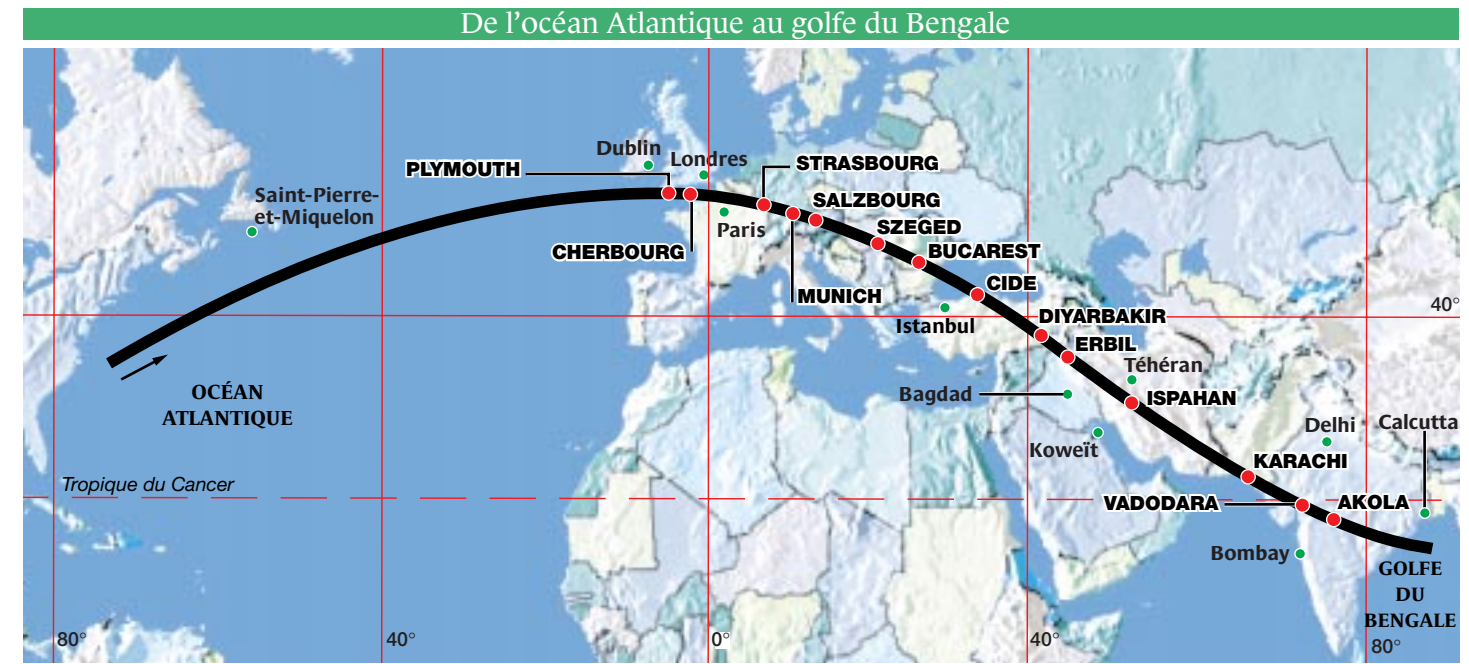 De l'océan Atlantique au golfe du Bengale
Dublin
Londres
PLYMOUTH
STRASBOURG
Saint-Pierre-
et-Miquelon
SALZBOURG
Paris
SZEGED
CHERBOURG
BUCAREST
MUNICH
CIDE
40°
Istanbul
DIYARBAKIR
ERBIL
Téhéran
OCÉAN
ATLANTIQUE
Bagdad
ISPAHAN
Koweït
Delhi
Calcutta
KARACHI
Tropique du Cancer
VADODARA
AKOLA
Bombay
GOLFE
DU
BENGALE
80°
40°
0°
40°
80°